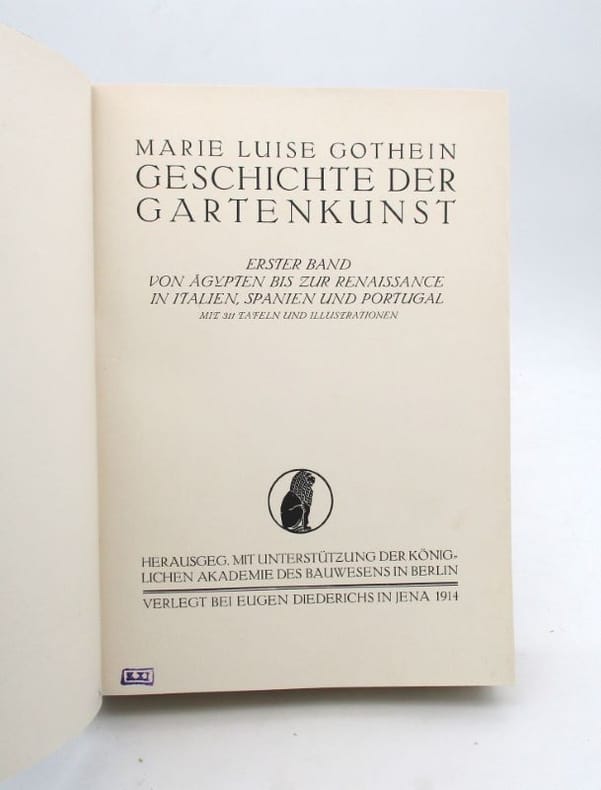 MARIE LUISE GOTHEIN
GESCHICHTE DER
GARTENKUNST
ERSTER BAND
VON ÄGYPTEN BIS ZUR RENAISSANCE
IN ITALIEN, SPANIEN UND PORTUGAL
MIT 311 TAFELN UND ILLUSTRATIONEN
HERAUSGEG. MIT UNTERSTÜTZUNG DER KÖNIG-
LICHEN AKADEMIE DES BAUWESENS IN BERLIN
VERLEGT BEI EUGEN DIEDERICHS IN JENA 1914